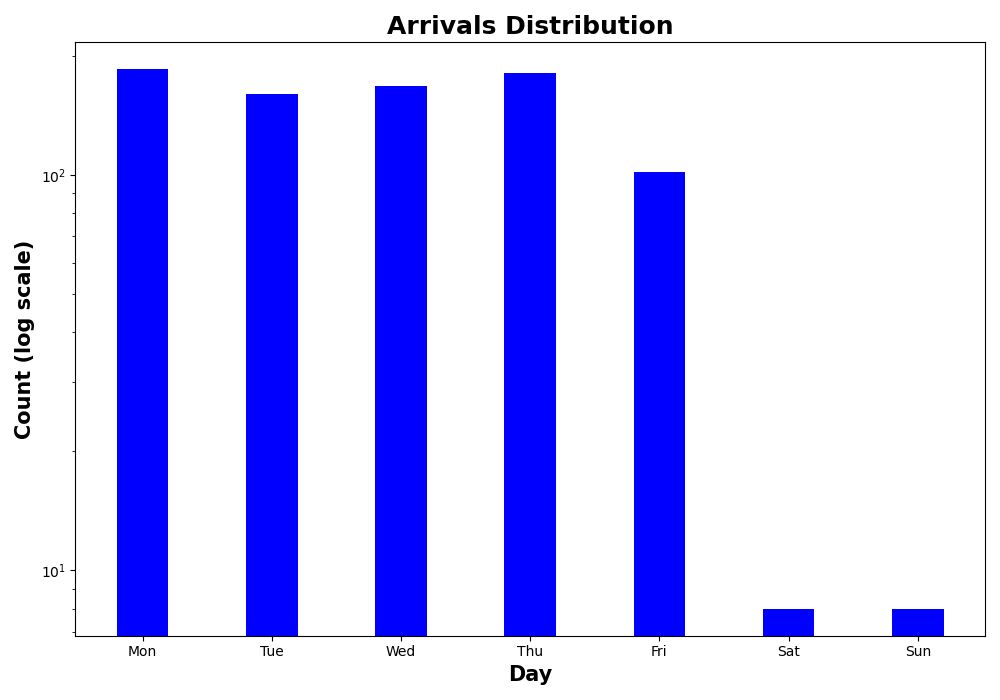 Arrivals Distribution
Count (log scale)
10²
10¹
Mon Tue Wed Thu Fri Sat Sun
Day